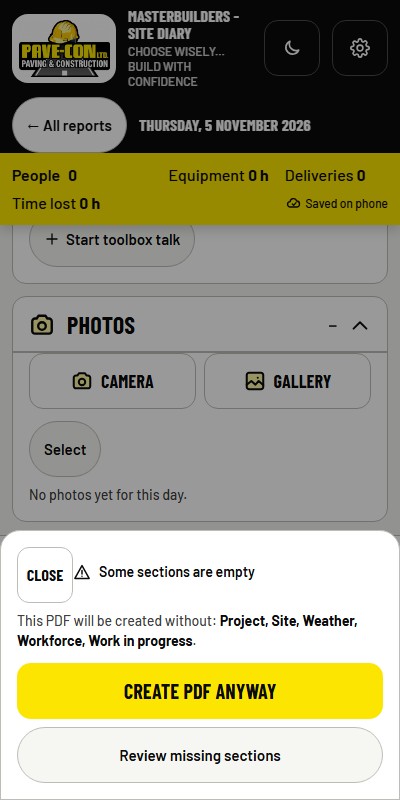 PAVE-CON LTD.
PAVING & CONSTRUCTION
MASTERBUILDERS -
SITE DIARY
CHOOSE WISELY...
BUILD WITH
CONFIDENCE
← All reports
THURSDAY, 5 NOVEMBER 2026
People 0
Equipment 0 h
Deliveries 0
Time lost 0 h
Saved on phone
+ Start toolbox talk
PHOTOS
–
CAMERA
GALLERY
Select
No photos yet for this day.
CLOSE
Some sections are empty
This PDF will be created without: Project, Site, Weather,
Workforce, Work in progress.
CREATE PDF ANYWAY
Review missing sections